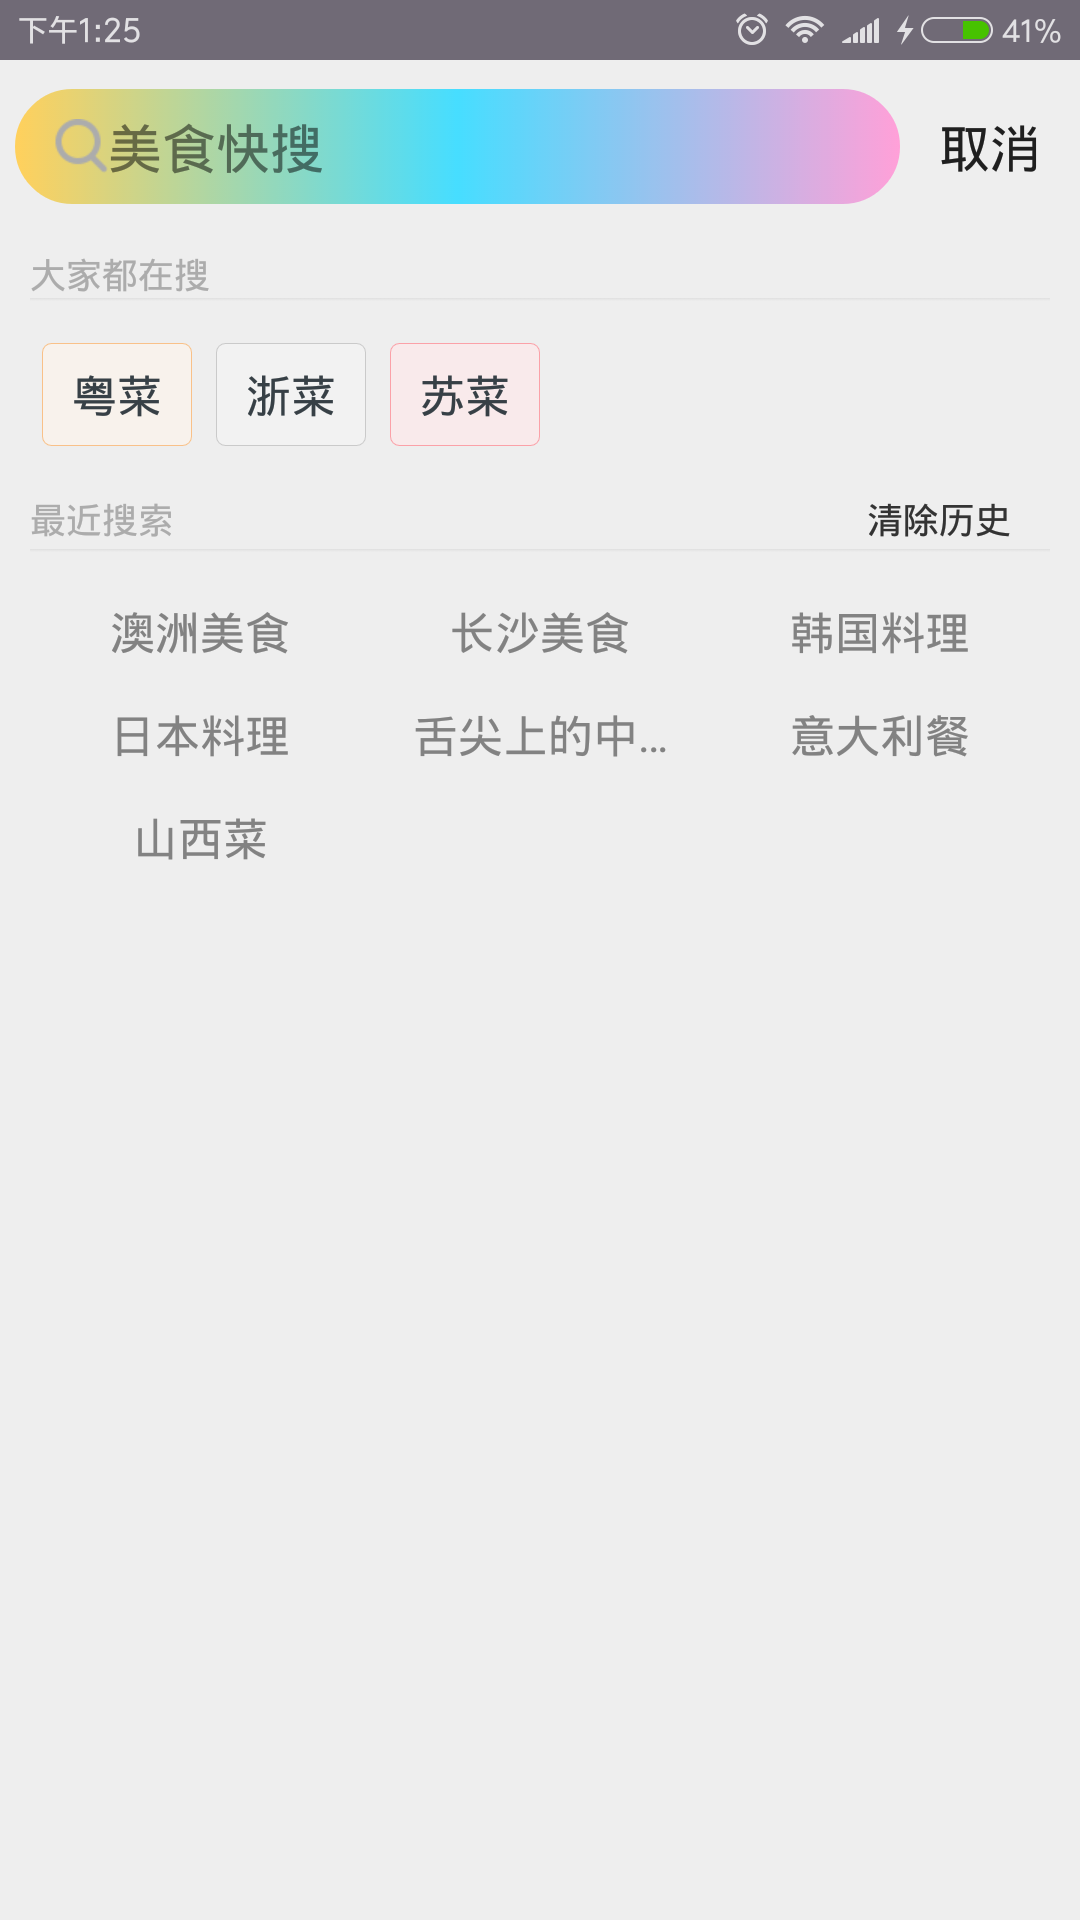 下午1:25 41%
美食快搜 取消
大家都在搜
粤菜 浙菜 苏菜
最近搜索 清除历史
澳洲美食 长沙美食 韩国料理
日本料理 舌尖上的中... 意大利餐
山西菜